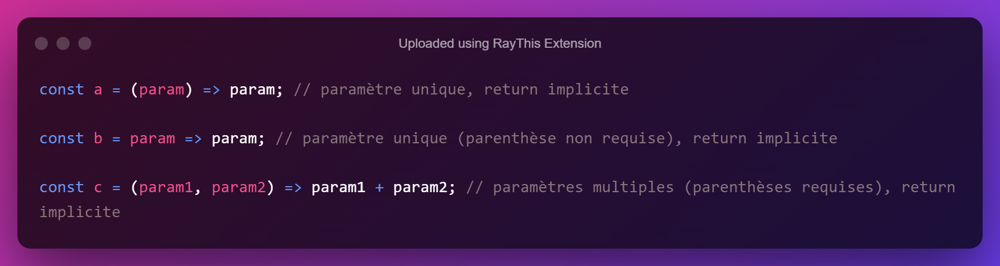 Uploaded using RayThis Extension
const a = (param) => param; // paramètre unique, return implicite
const b = param => param; // paramètre unique (parenthèse non requise), return implicite
const c = (param1, param2) => param1 + param2; // paramètres multiples (parenthèses requises), return
implicite